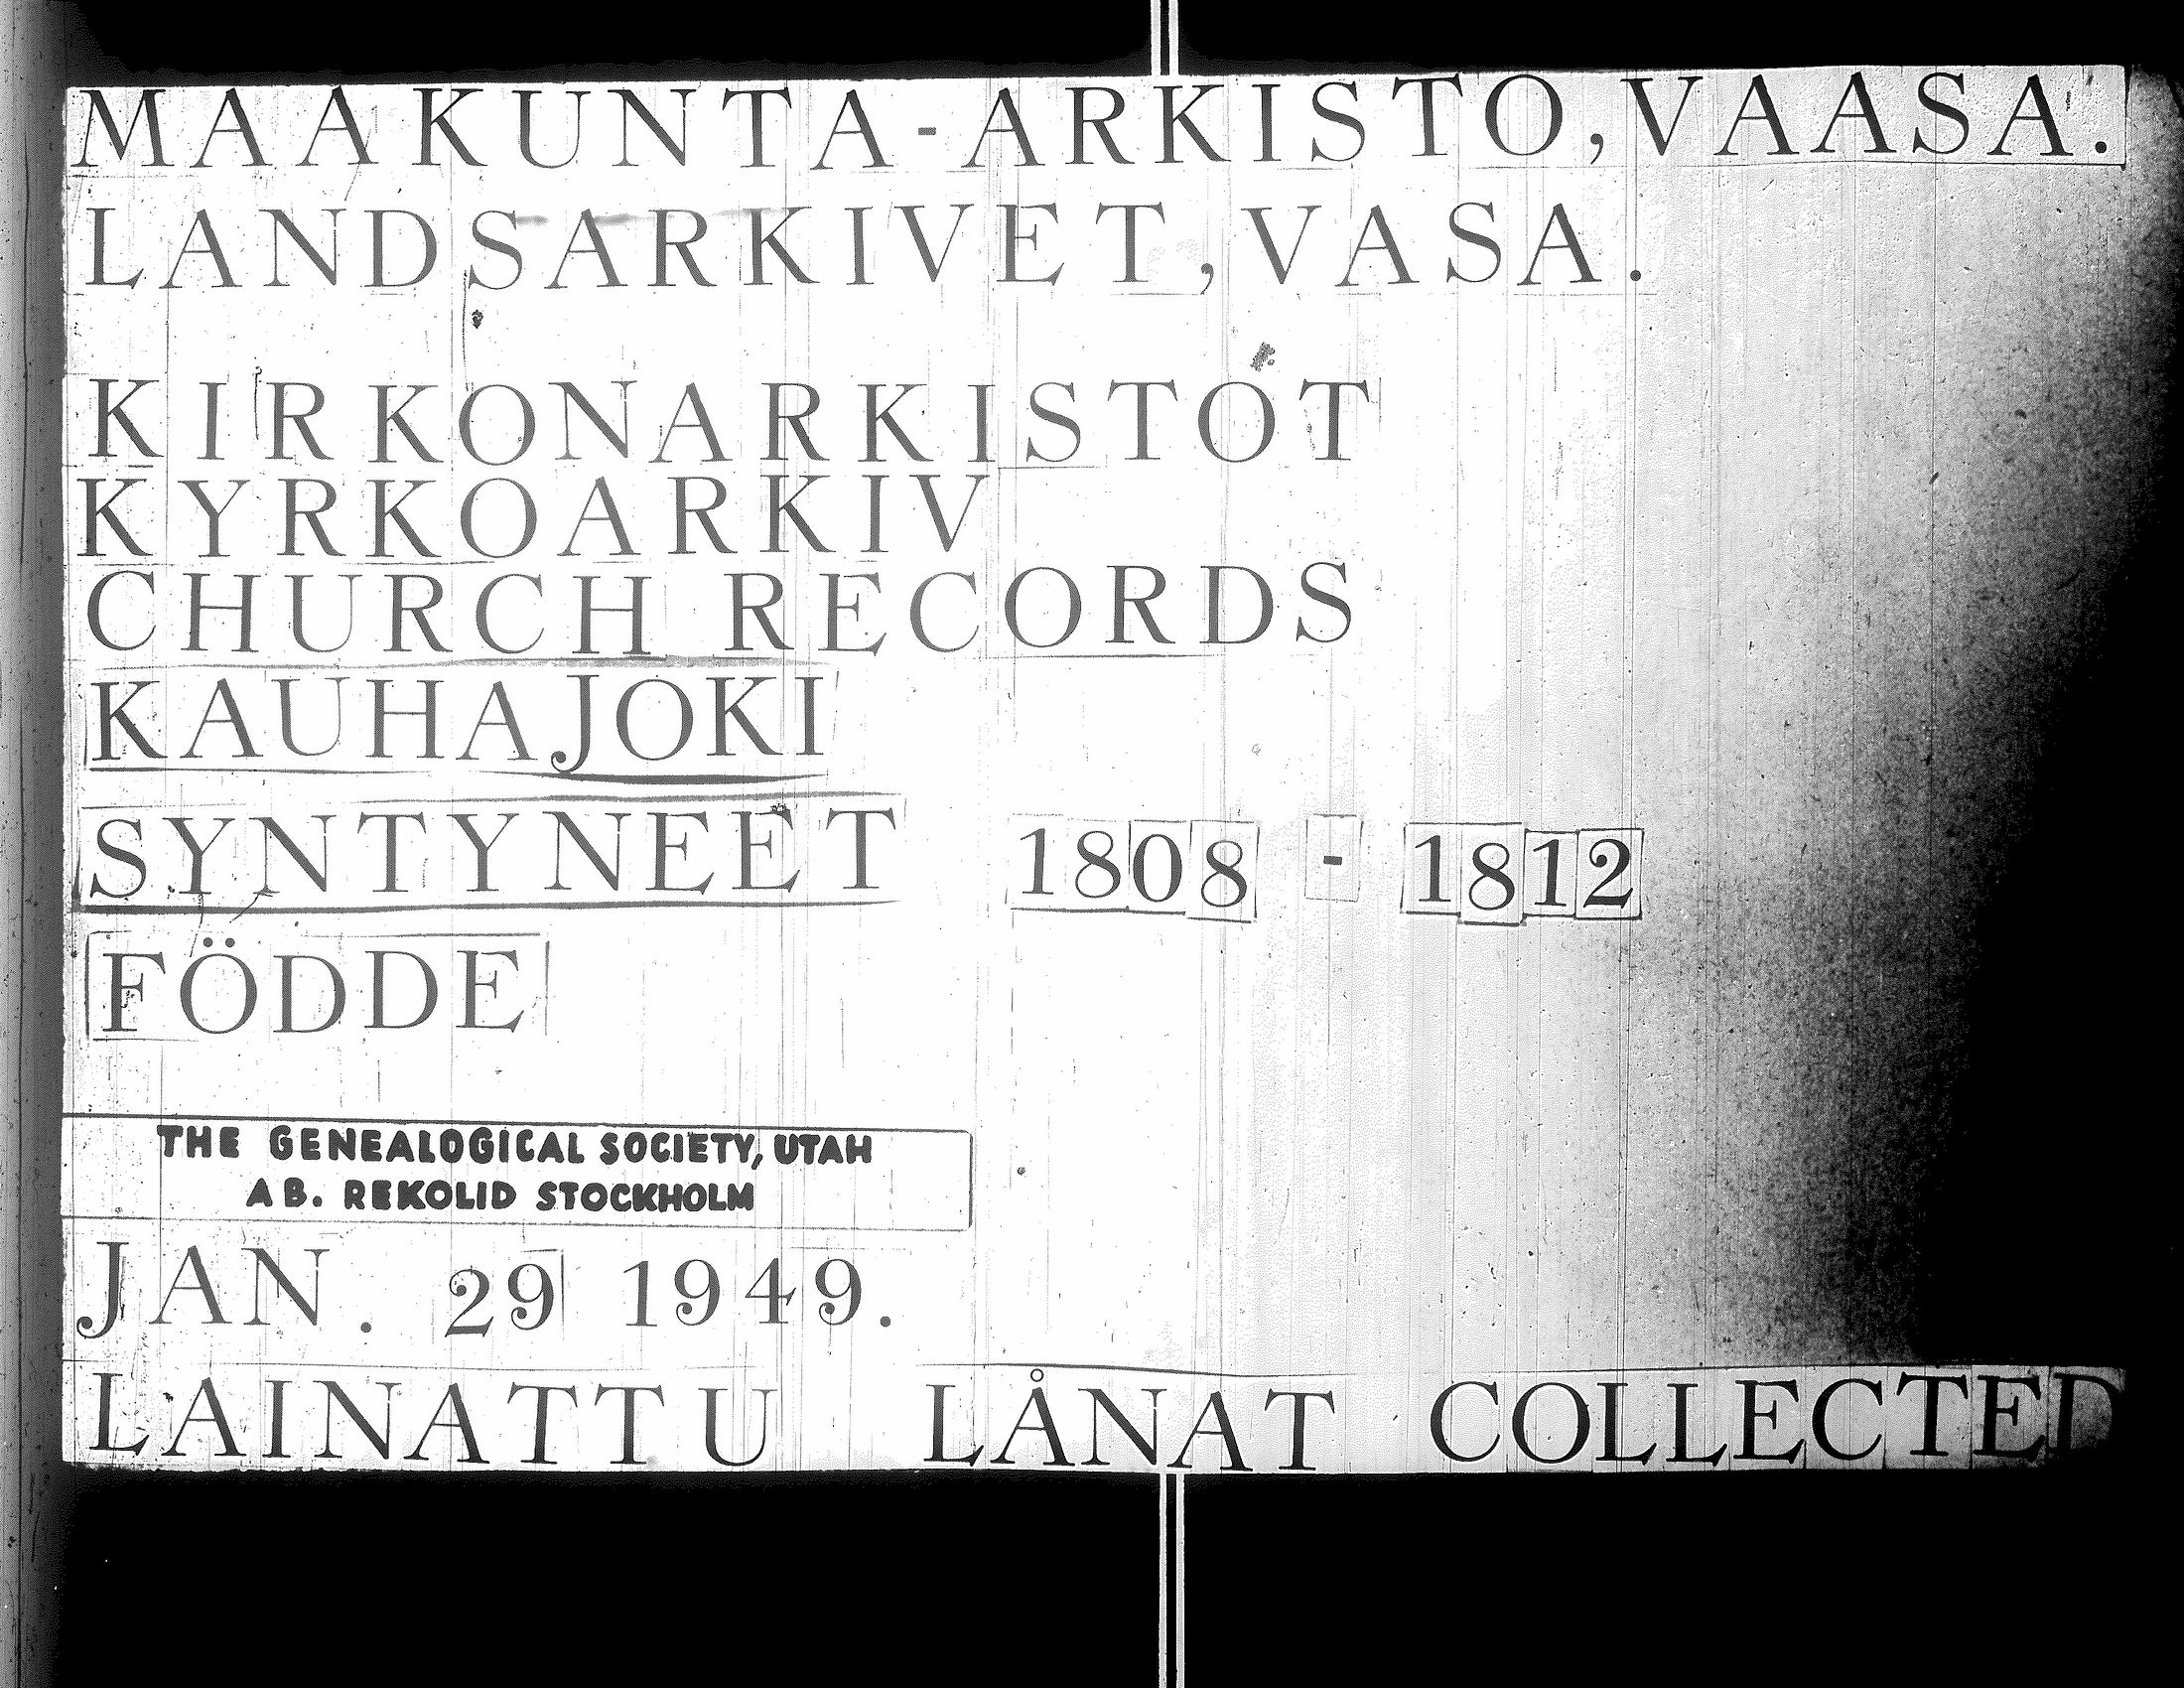 MAAKUNTA-ARKISTO, VAASA.
LANDSARKIVET, VASA.
KIRKONARKISTOT
KYRKOARKIV
CHURCH RECORDS
KAUHAJOKI
SYNTYNEET 1808 - 1812
FÖDDE
THE GENEALOGICAL SOCIETY, UTAH
AB. REKOLID STOCKHOLM
JAN. 29 1949.
LAINATTU LÅNAT COLLECTED